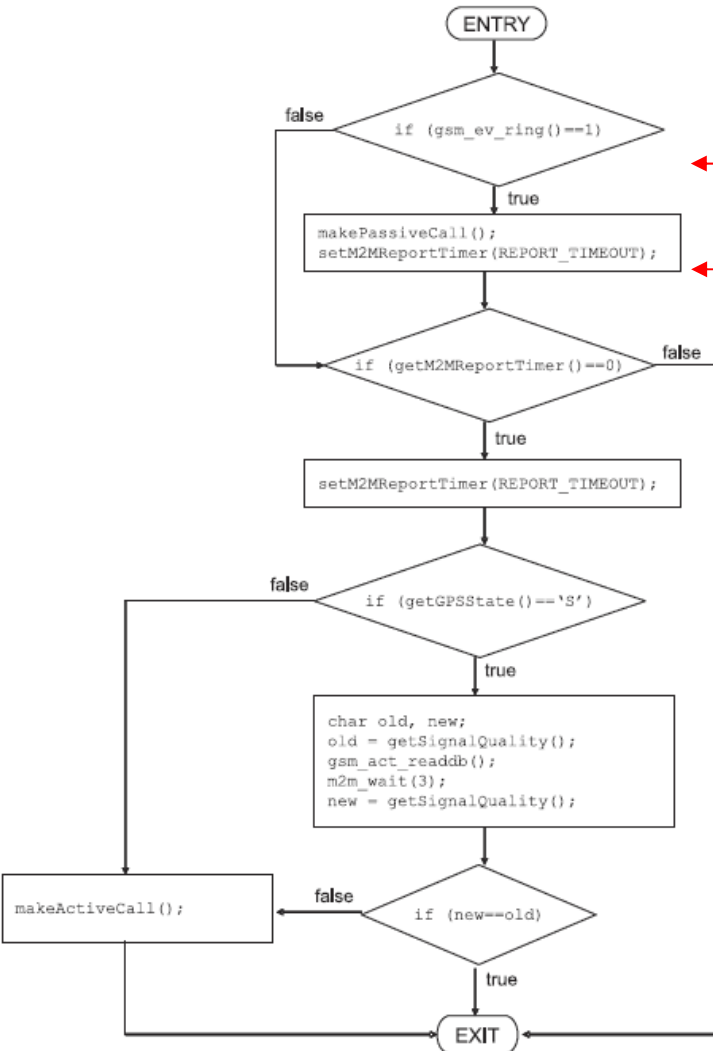 ENTRY
false
if (gsm_ev_ring()==1)
true
makePassiveCall();
setM2MReportTimer(REPORT_TIMEOUT);
if (getM2MReportTimer()==0)
false
true
setM2MReportTimer(REPORT_TIMEOUT);
false
if (getGPSState()==‘S’)
true
char old, new;
old = getSignalQuality();
gsm_act_readdb();
m2m_wait(3);
new = getSignalQuality();
makeActiveCall();
false
if (new==old)
true
EXIT